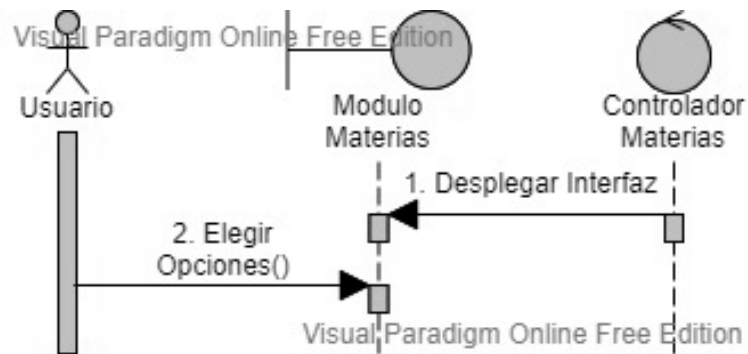 Visual Paradigm Online Free Edition
Usuario
Modulo
Materias
Controlador
Materias
1. Desplegar Interfaz
2. Elegir
Opciones()
Visual Paradigm Online Free Edition